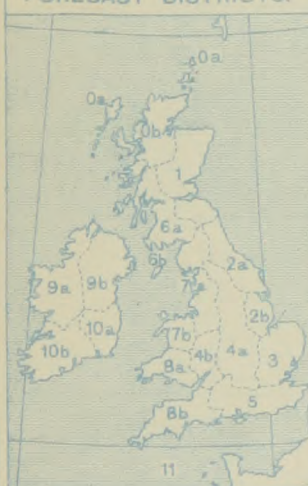 FORECAST DISTRICTS.
0a
0a
0b
1
6a
6b
2a
7a
9a
9b
2b
10a
7b
4b
4a
3
10b
8a
5
8b
11